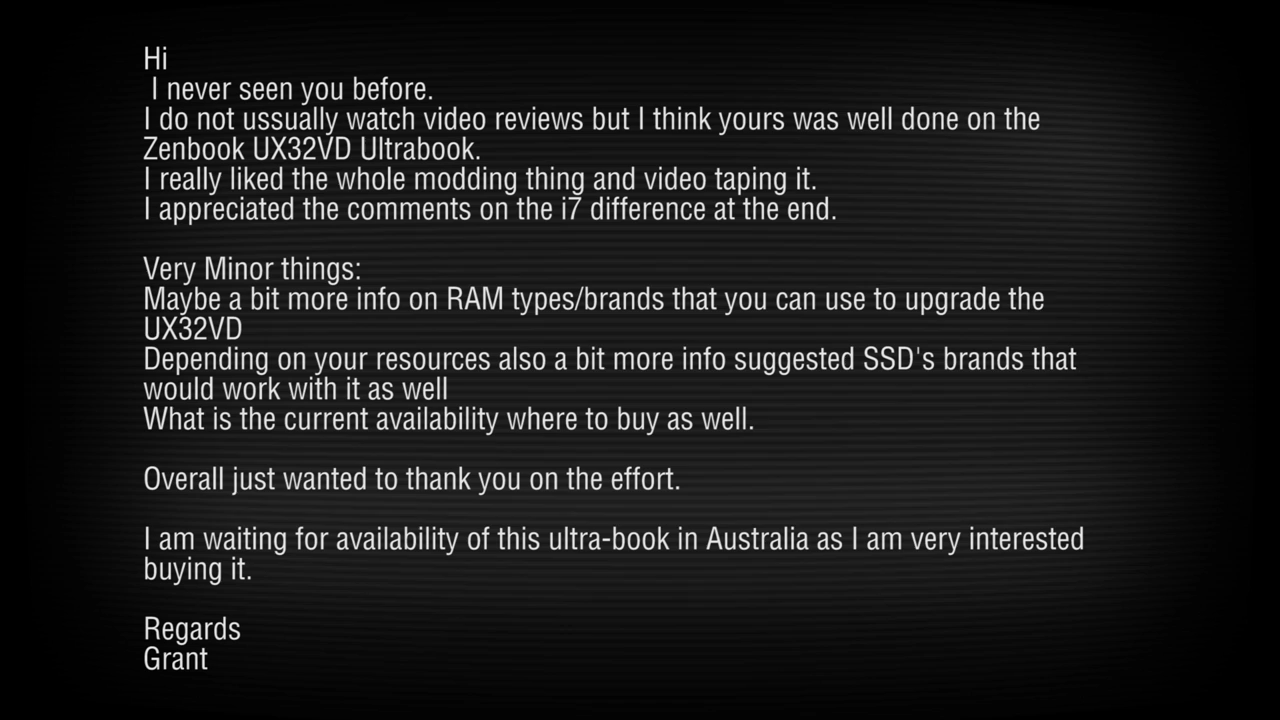 Hi
I never seen you before.
I do not ussually watch video reviews but I think yours was well done on the
Zenbook UX32VD Ultrabook.
I really liked the whole modding thing and video taping it.
I appreciated the comments on the i7 difference at the end.
Very Minor things:
Maybe a bit more info on RAM types/brands that you can use to upgrade the
UX32VD
Depending on your resources also a bit more info suggested SSD's brands that
would work with it as well
What is the current availability where to buy as well.
Overall just wanted to thank you on the effort.
I am waiting for availability of this ultra-book in Australia as I am very interested
buying it.
Regards
Grant